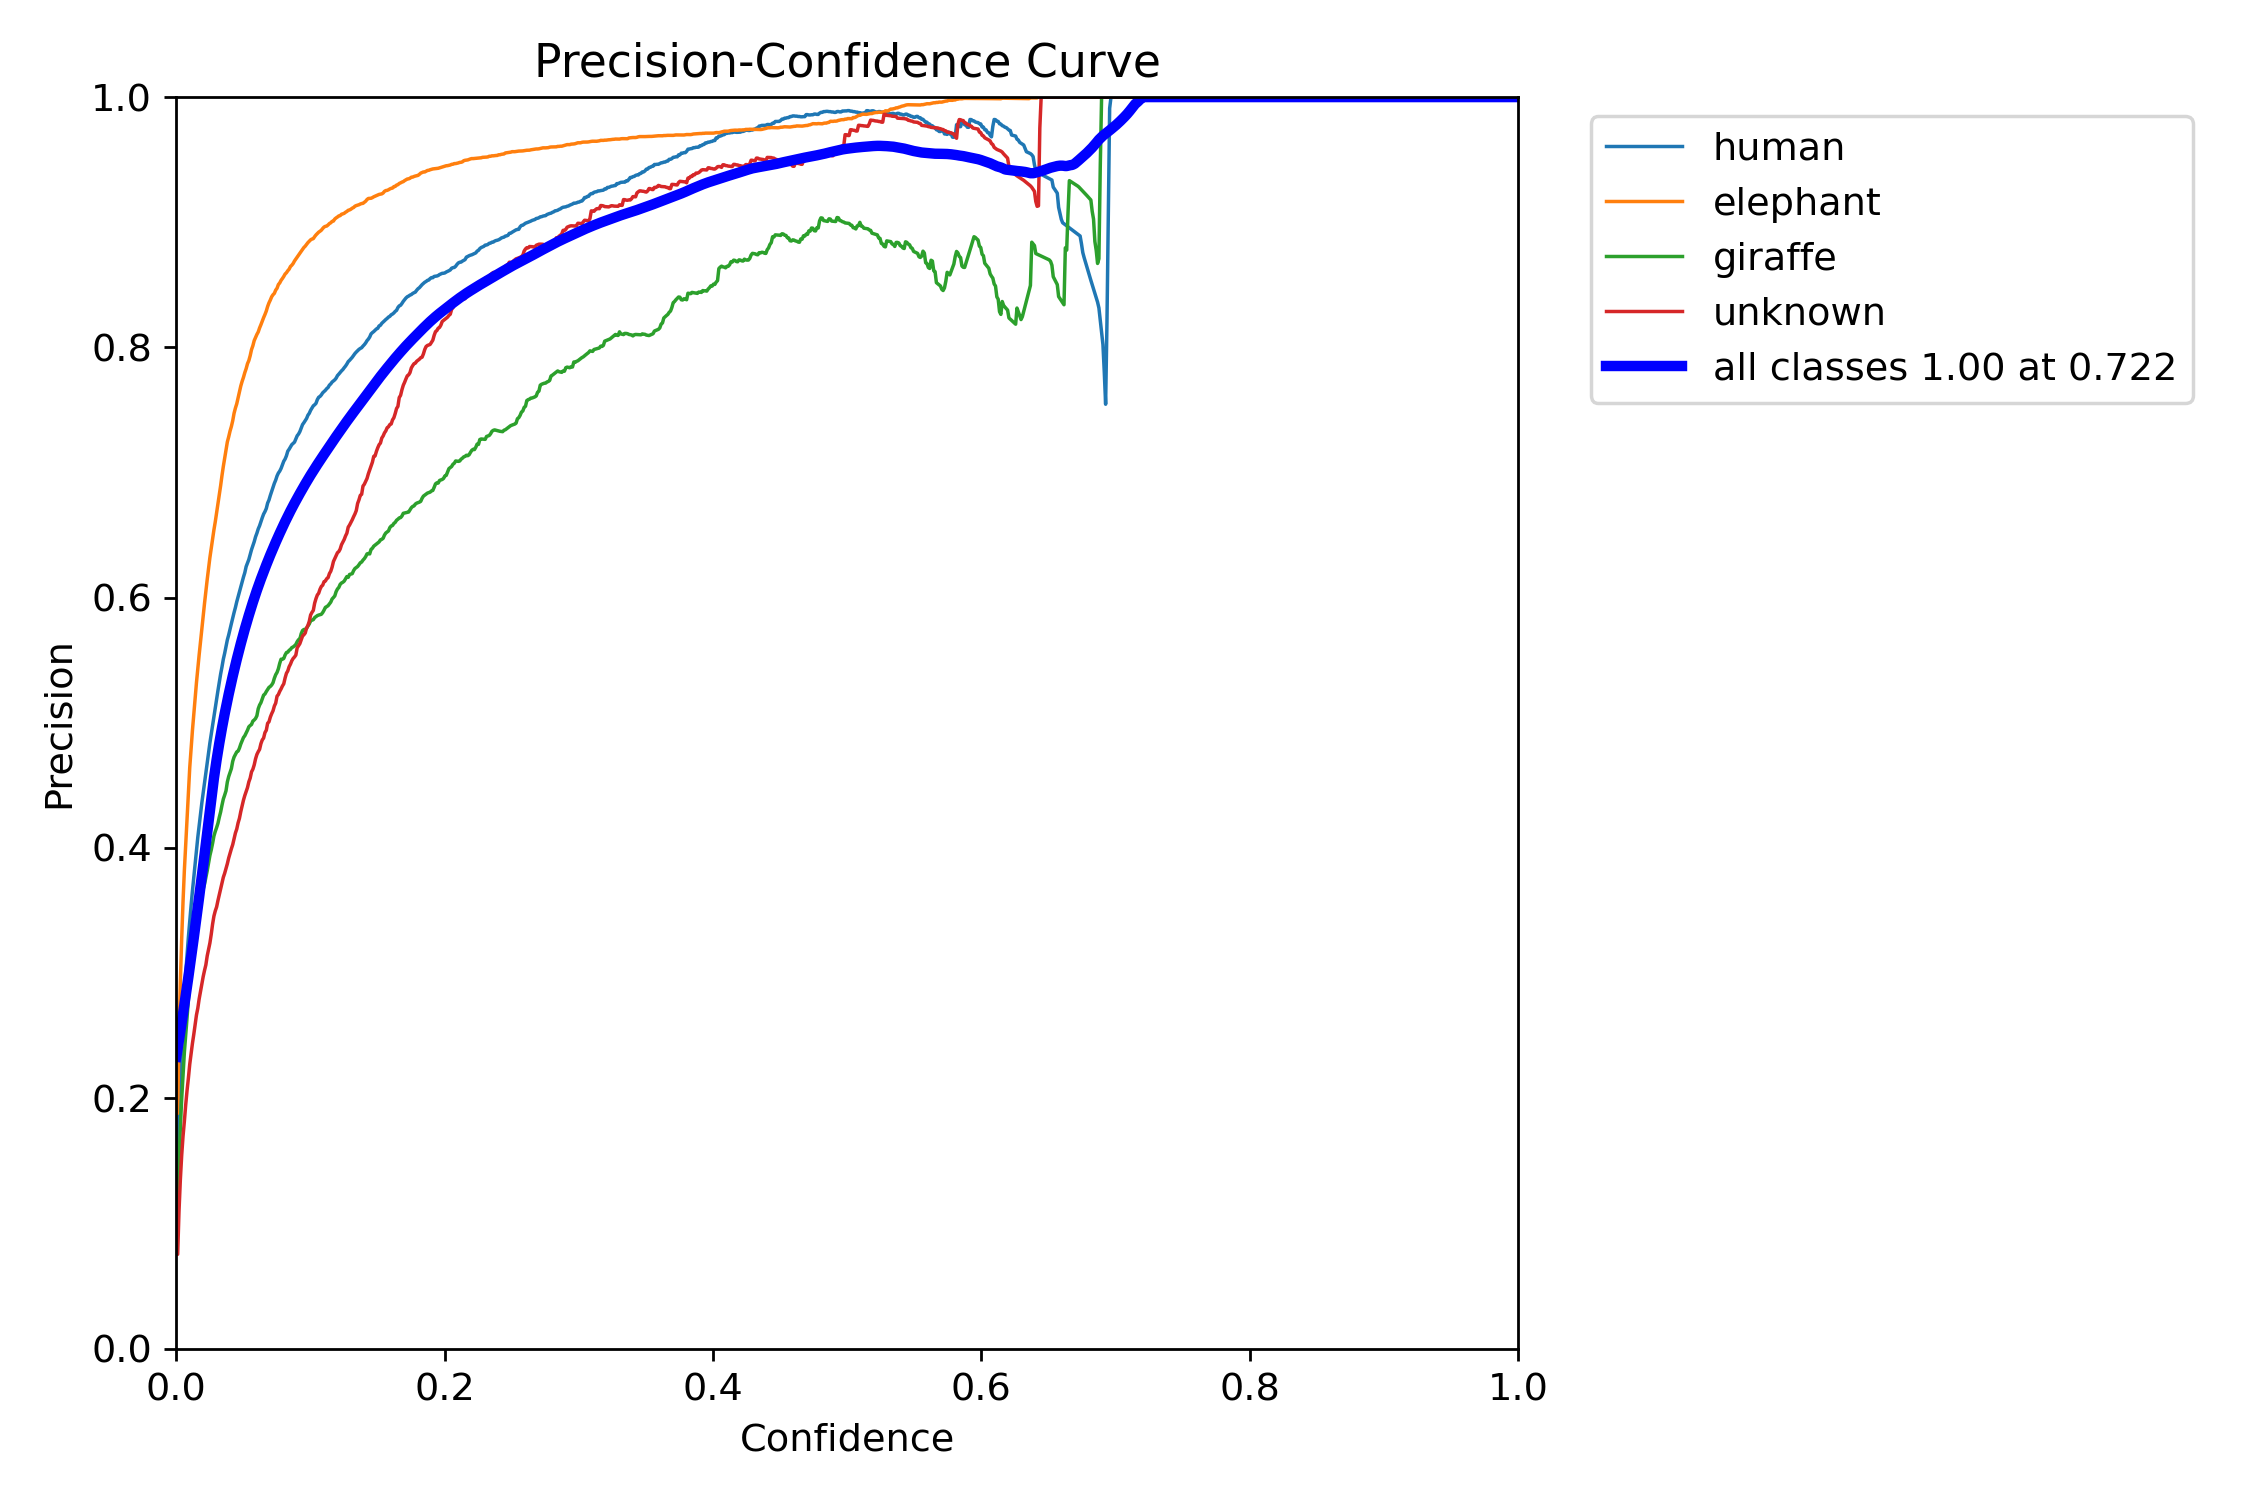 Precision-Confidence Curve
1.0
0.8
0.6
0.4
0.2
0.0
Precision
0.0 0.2 0.4 0.6 0.8 1.0
Confidence
human
elephant
giraffe
unknown
all classes 1.00 at 0.722